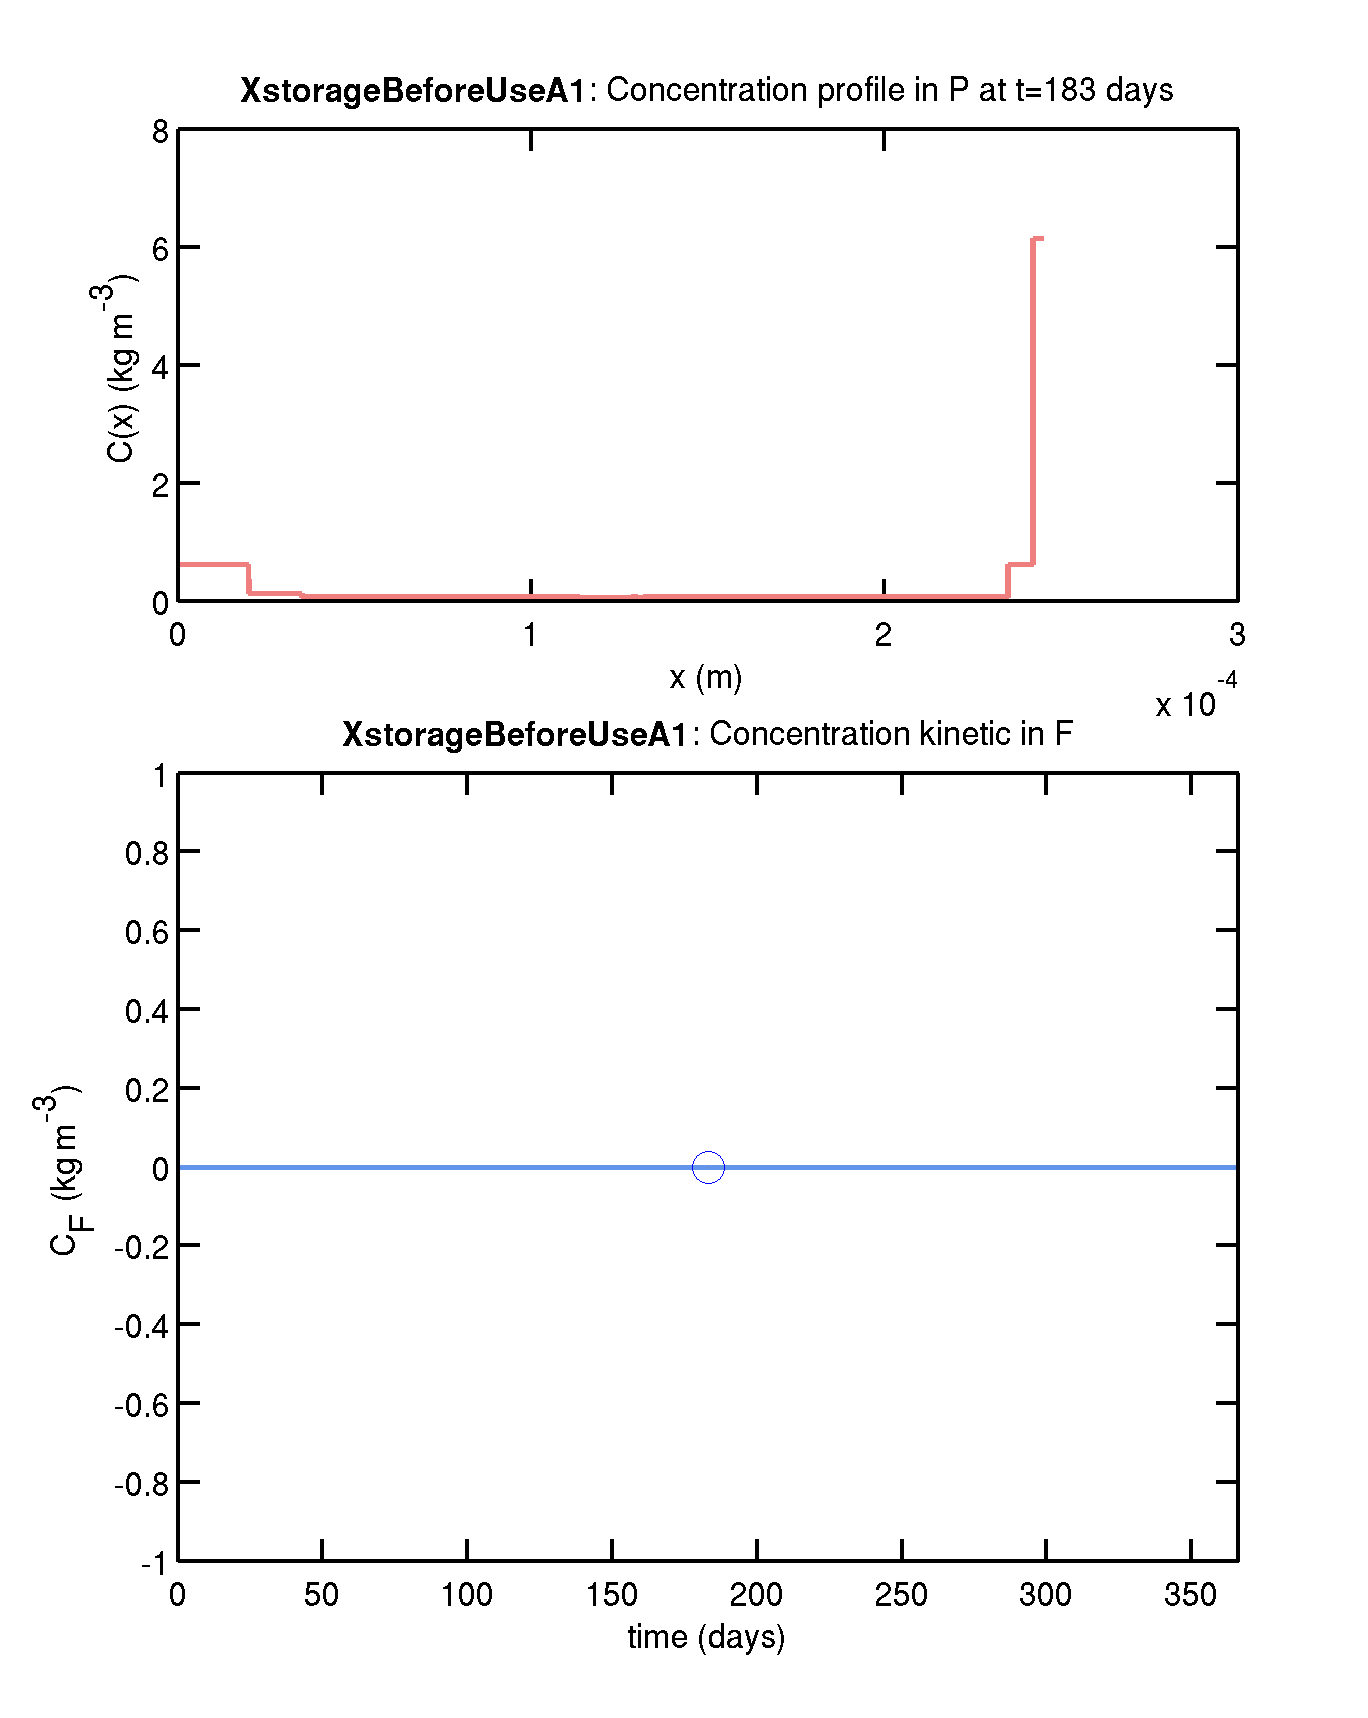 XstorageBeforeUseA1: Concentration profile in P at t=183 days
8
6
4
2
0
C(x) (kg m-3)
0 1 2 3
x (m)
x 10-4
XstorageBeforeUseA1: Concentration kinetic in F
1
0.8
0.6
0.4
0.2
0
-0.2
-0.4
-0.6
-0.8
-1
CF (kg m-3)
0 50 100 150 200 250 300 350
time (days)